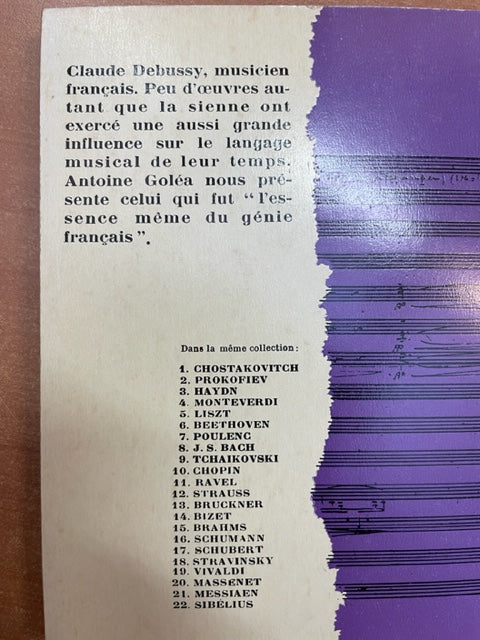 Claude Debussy, musicien
français. Peu d'œuvres au-
tant que la sienne ont
exercé une aussi grande
influence sur le langage
musical de leur temps.
Antoine Goléa nous pré-
sente celui qui fut "l'es-
sence même du génie
français".
Dans la même collection:
1. CHOSTAKOVITCH
2. PROKOFIEV
3. HAYDN
4. MONTEVERDI
5. LISZT
6. BEETHOVEN
7. POULENC
8. J. S. BACH
9. TCHAIKOVSKI
10. CHOPIN
11. RAVEL
12. STRAUSS
13. BRUCKNER
14. BIZET
15. BRAHMS
16. SCHUMANN
17. SCHUBERT
18. STRAVINSKY
19. VIVALDI
20. MASSENET
21. MESSIAEN
22. SIBÉLIUS